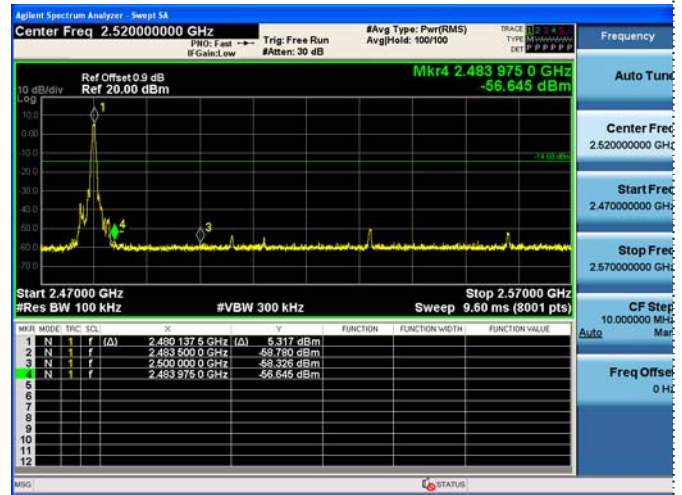 Agilent Spectrum Analyzer - Swept SA
Center Freq 2.520000000 GHz
PNO: Fast
IFGain:Low
Trig: Free Run
#Atten: 30 dB
#Avg Type: Pwr(RMS)
Avg|Hold: 100/100
TRACE 1 2 3 4 5 6
TYPE M
DET P P P P P P
Frequency
Ref Offset 0.9 dB
10 dB/div Ref 20.00 dBm
Log
Mkr4 2.483 975 0 GHz
-56.645 dBm
10.0
0.00
-10.0
-20.0
-30.0
-40.0
-50.0
-60.0
-70.0
1
4
3
-14.68 dBm
Start 2.47000 GHz
Stop 2.57000 GHz
#Res BW 100 kHz
#VBW 300 kHz
Sweep 9.60 ms (8001 pts)
MKR MODE TRC SCL X Y FUNCTION FUNCTION WIDTH FUNCTION VALUE
1 N 1 f (Δ) 2.480 137 5 GHz (Δ) 5.317 dBm
2 N 1 f 2.483 500 0 GHz -58.780 dBm
3 N 1 f 2.500 000 0 GHz -58.326 dBm
4 N 1 f 2.483 975 0 GHz -56.645 dBm
5
6
7
8
9
10
11
12
MSG
STATUS
Auto Tune
Center Freq
2.520000000 GHz
Start Freq
2.470000000 GHz
Stop Freq
2.570000000 GHz
CF Step
10.000000 MHz
Auto Man
Freq Offset
0 Hz